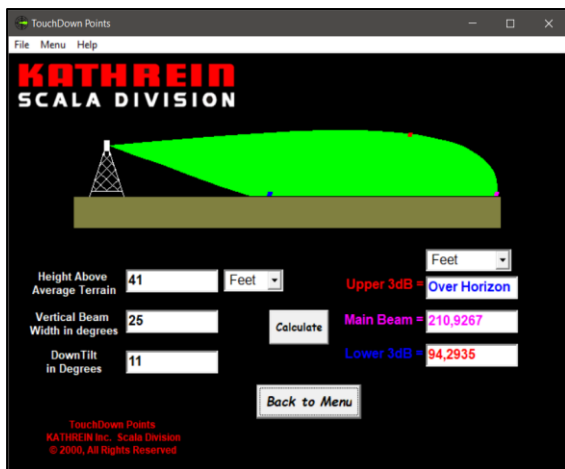 TouchDown Points
File Menu Help
KATHREIN
SCALA DIVISION
Feet
Height Above
Average Terrain
41
Feet
Upper 3dB =
Over Horizon
Vertical Beam
Width in degrees
25
Calculate
Main Beam =
210,9267
DownTilt
in Degrees
11
Lower 3dB =
94,2935
Back to Menu
TouchDown Points
KATHREIN Inc. Scala Division
© 2000, All Rights Reserved